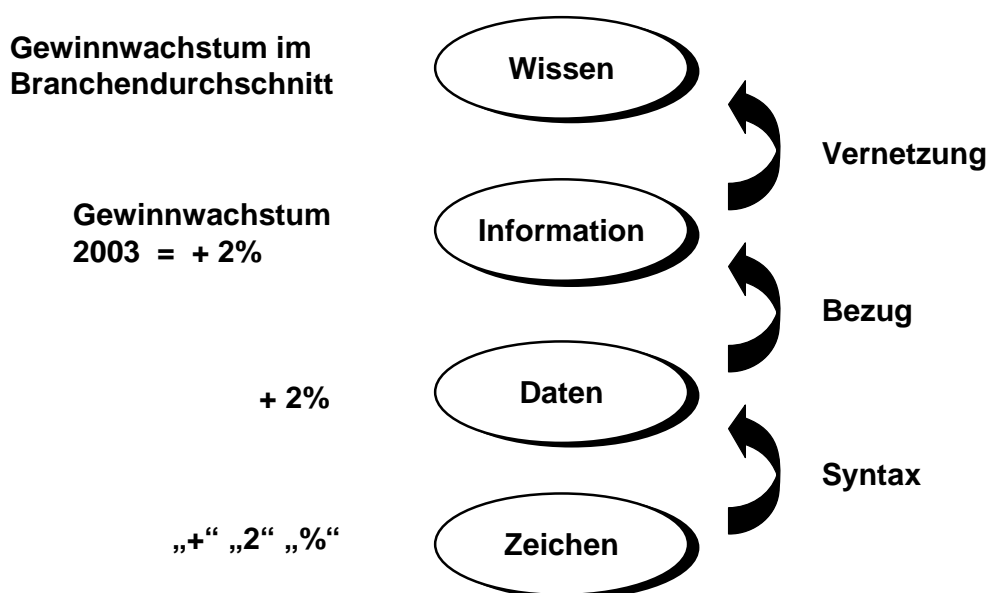 Gewinnwachstum im
Branchendurchschnitt
Wissen
Vernetzung
Gewinnwachstum
2003 = + 2%
Information
Bezug
+ 2%
Daten
Syntax
„+“ „2“ „%“
Zeichen